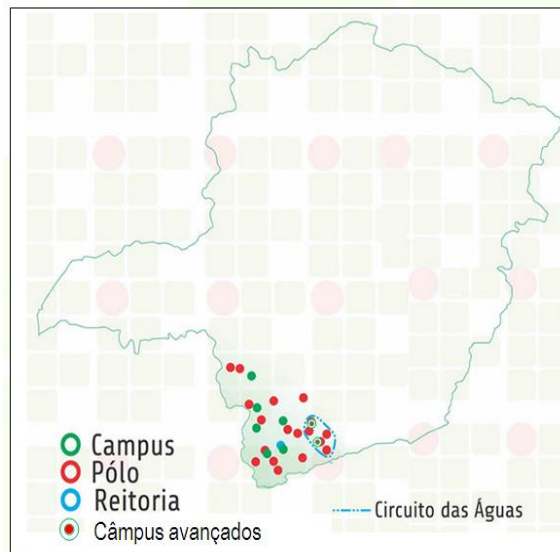 Campus
Pólo
Reitoria
Câmpus avançados
Circuito das Águas